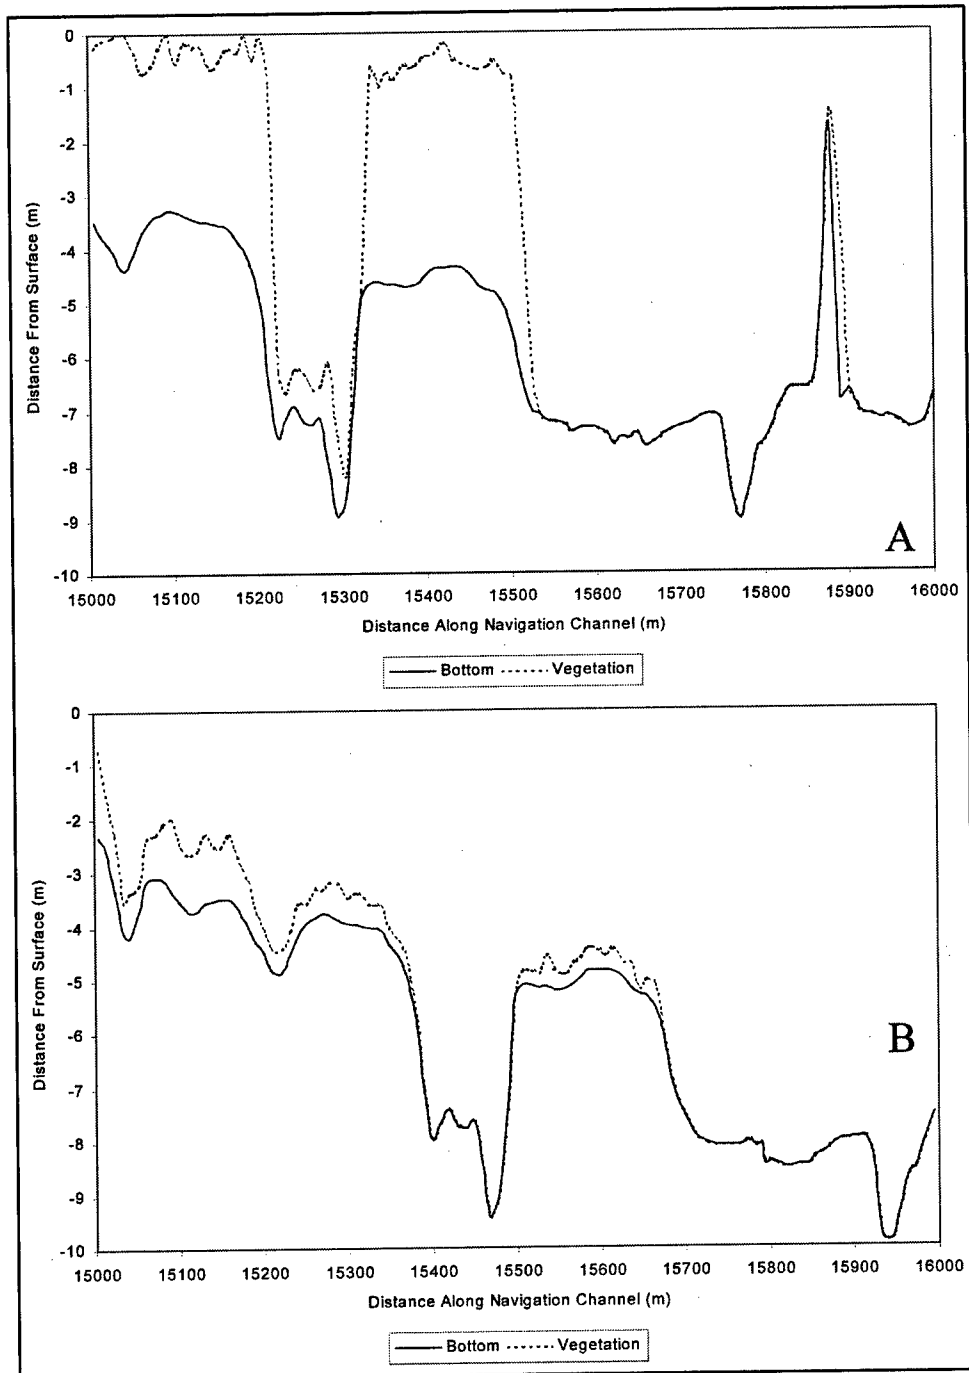 0
-1
-2
-3
-4
-5
-6
-7
-8
-9
-10
Distance From Surface (m)
A
15000 15100 15200 15300 15400 15500 15600 15700 15800 15900 16000
Distance Along Navigation Channel (m)
Bottom Vegetation
0
-1
-2
-3
-4
-5
-6
-7
-8
-9
-10
Distance From Surface (m)
B
15000 15100 15200 15300 15400 15500 15600 15700 15800 15900 16000
Distance Along Navigation Channel (m)
Bottom Vegetation